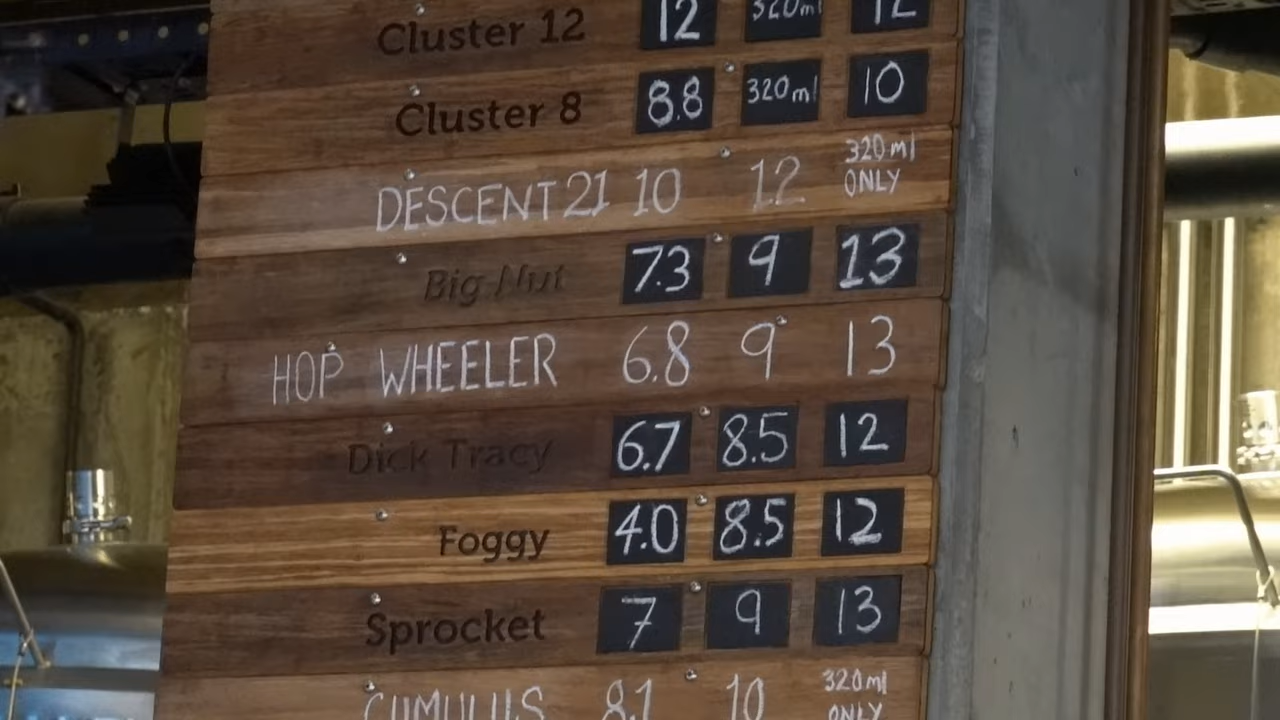 Cluster 12 12 320ml 12
Cluster 8 8.8 320ml 10
DESCENT 21 10 12 320ml ONLY
Big Nut 7.3 9 13
HOP WHEELER 6.8 9 13
Dick Tracy 6.7 8.5 12
Foggy 4.0 8.5 12
Sprocket 7 9 13
CUMULUS 8.1 10 320ml ONLY